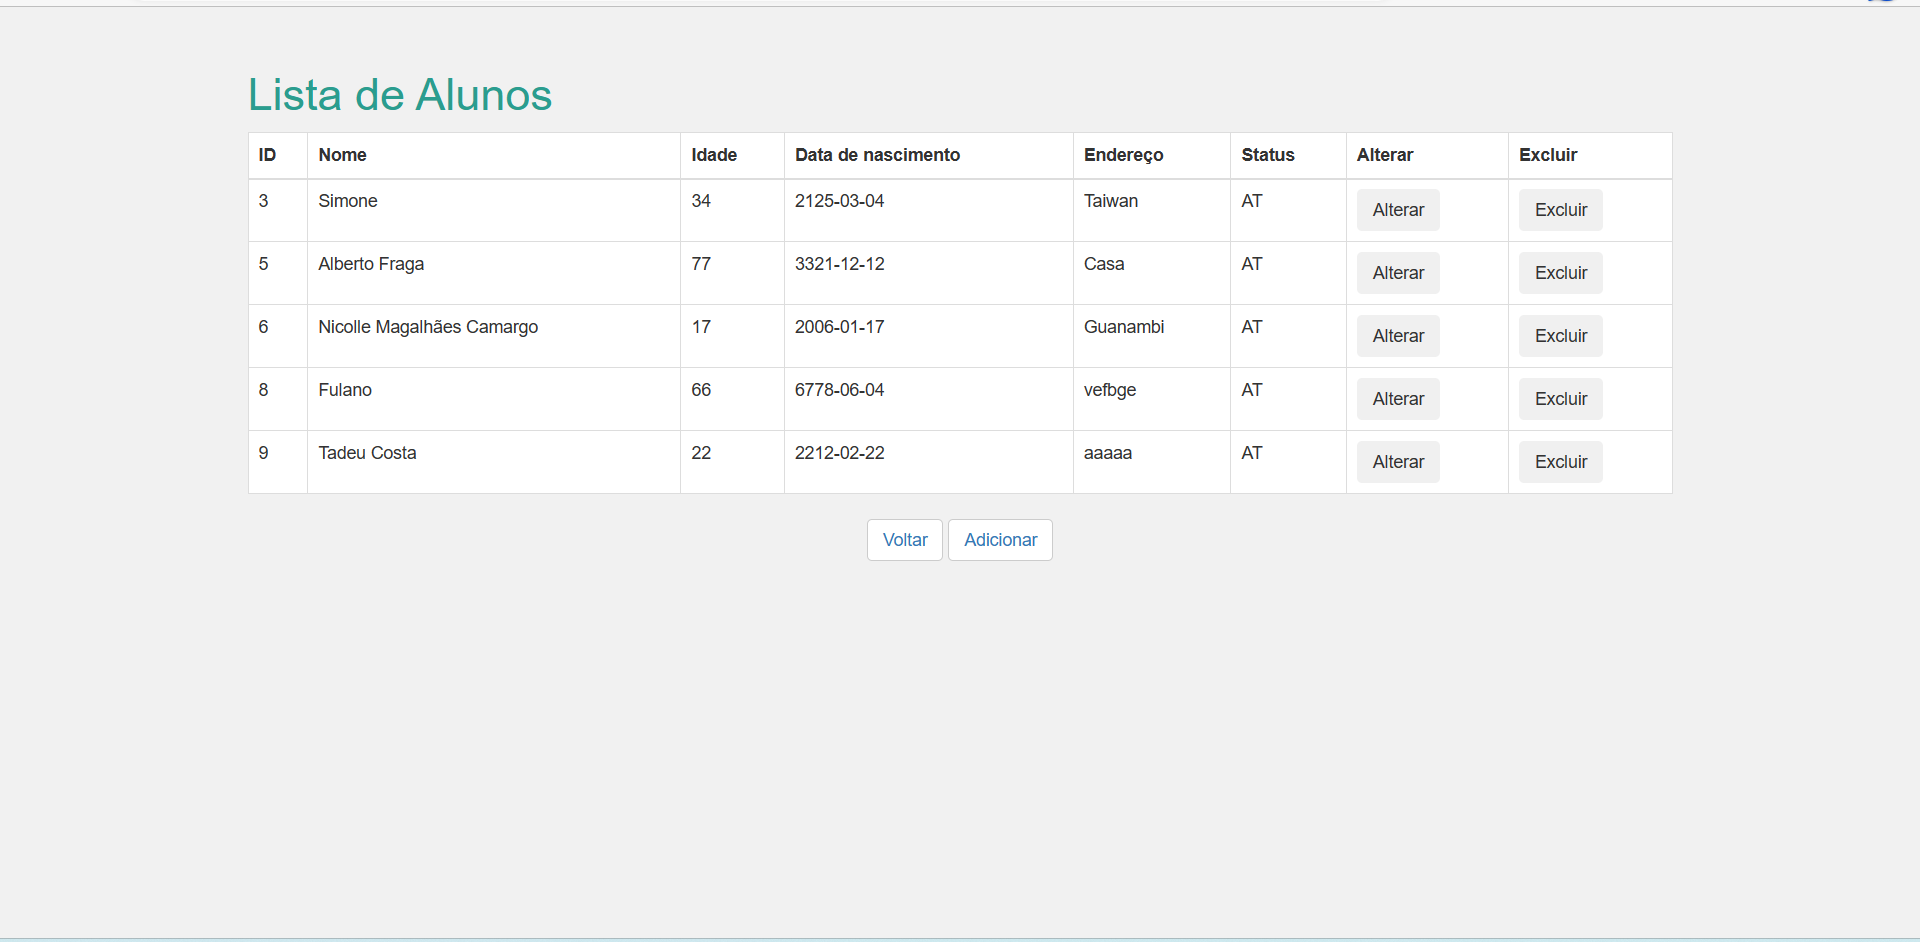 Lista de Alunos
ID Nome Idade Data de nascimento Endereço Status Alterar Excluir
3 Simone 34 2125-03-04 Taiwan AT Alterar Excluir
5 Alberto Fraga 77 3321-12-12 Casa AT Alterar Excluir
6 Nicolle Magalhães Camargo 17 2006-01-17 Guanambi AT Alterar Excluir
8 Fulano 66 6778-06-04 vefbge AT Alterar Excluir
9 Tadeu Costa 22 2212-02-22 aaaaa AT Alterar Excluir
Voltar Adicionar